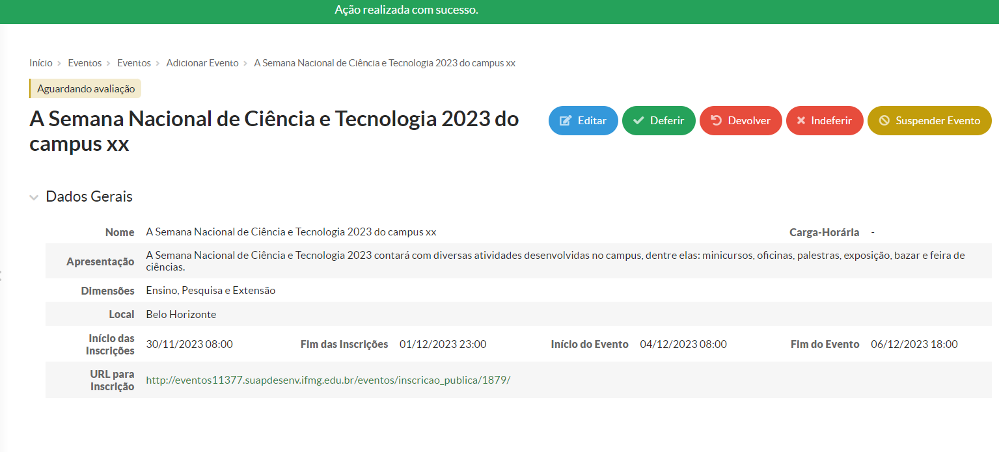 Ação realizada com sucesso.
Início > Eventos > Eventos > Adicionar Evento > A Semana Nacional de Ciência e Tecnologia 2023 do campus xx
Aguardando avaliação
A Semana Nacional de Ciência e Tecnologia 2023 do
campus xx
Editar Deferir Devolver Indeferir Suspender Evento
Dados Gerais
Nome A Semana Nacional de Ciência e Tecnologia 2023 do campus xx Carga-Horária -
Apresentação A Semana Nacional de Ciência e Tecnologia 2023 contará com diversas atividades desenvolvidas no campus, dentre elas: minicursos, oficinas, palestras, exposição, bazar e feira de
ciências.
Dimensões Ensino, Pesquisa e Extensão
Local Belo Horizonte
Início das
Inscrições 30/11/2023 08:00 Fim das Inscrições 01/12/2023 23:00 Início do Evento 04/12/2023 08:00 Fim do Evento 06/12/2023 18:00
URL para
Inscrição http://eventos11377.suapdesenv.ifmg.edu.br/eventos/inscricao_publica/1879/